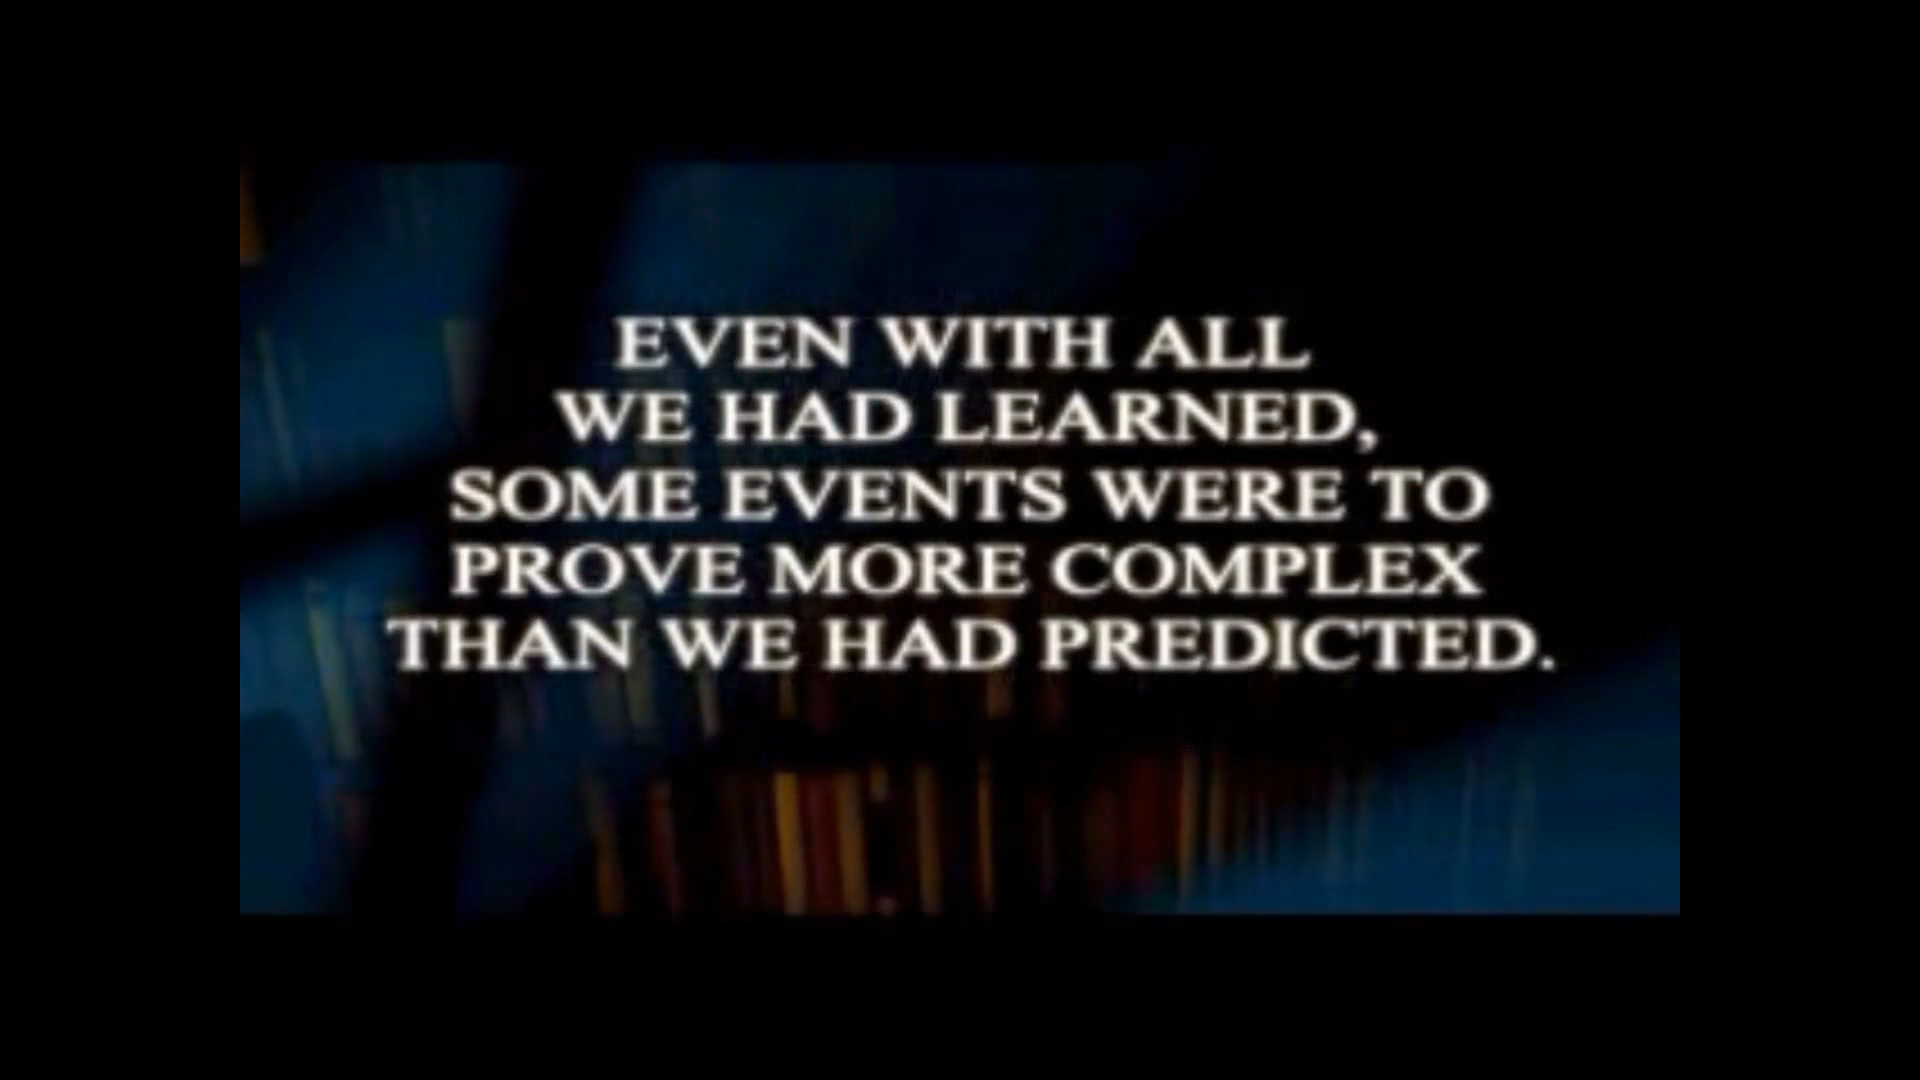 EVEN WITH ALL
WE HAD LEARNED,
SOME EVENTS WERE TO
PROVE MORE COMPLEX
THAN WE HAD PREDICTED.